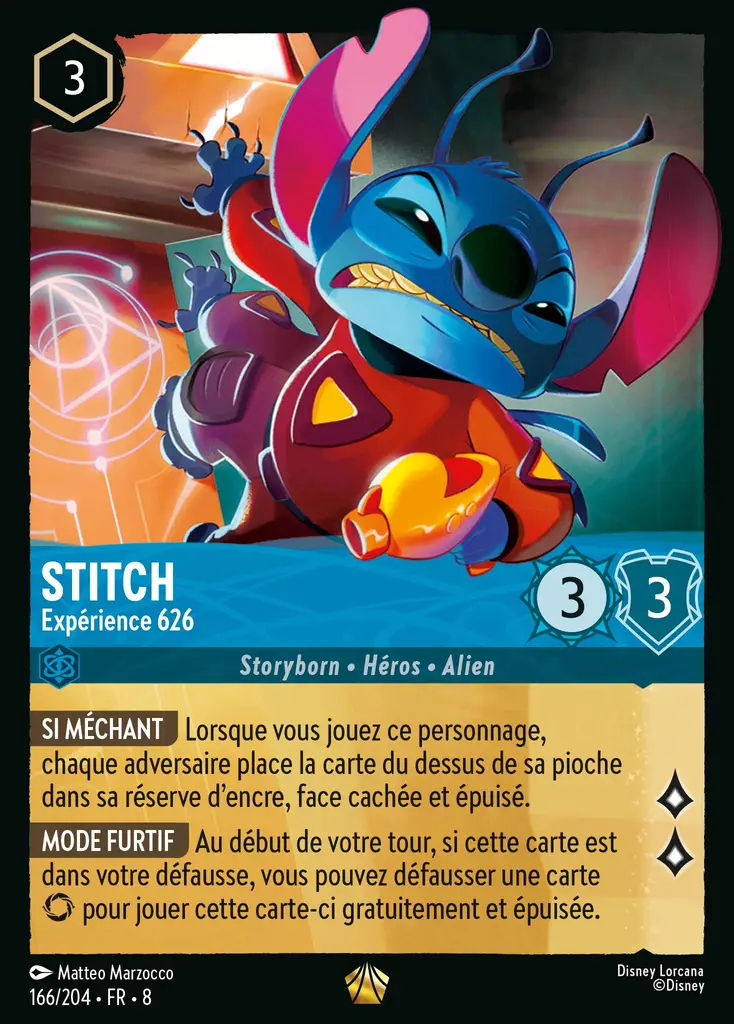 3
STITCH
Expérience 626
3
3
Storyborn • Héros • Alien
SI MÉCHANT Lorsque vous jouez ce personnage,
chaque adversaire place la carte du dessus de sa pioche
dans sa réserve d'encre, face cachée et épuisé.
MODE FURTIF Au début de votre tour, si cette carte est
dans votre défausse, vous pouvez défausser une carte
pour jouer cette carte-ci gratuitement et épuisée.
Matteo Marzocco
166/204 • FR • 8
Disney Lorcana
©Disney